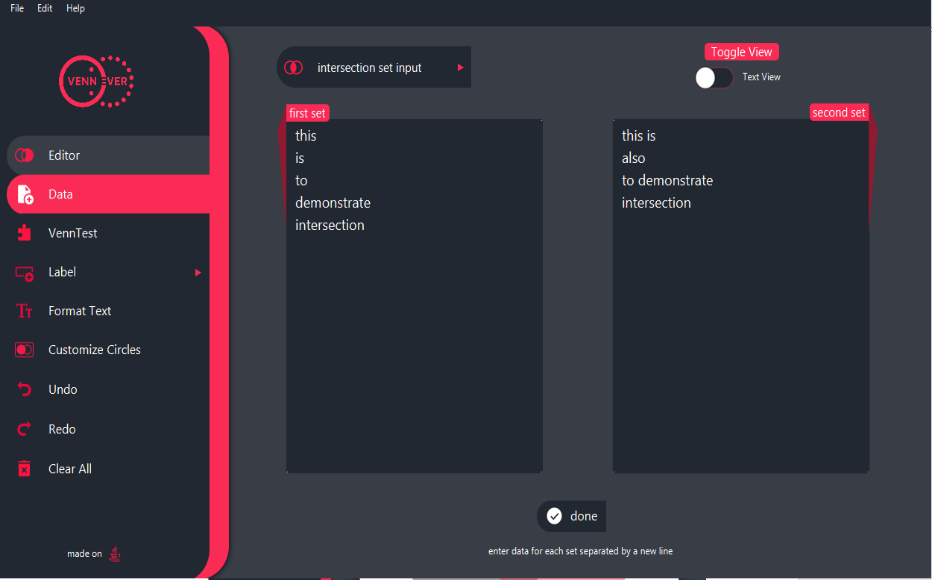 File Edit Help
VENN EVER
Editor
Data
VennTest
Label
Format Text
Customize Circles
Undo
Redo
Clear All
made on
intersection set input
Toggle View
Text View
first set
this
is
to
demonstrate
intersection
second set
this is
also
to demonstrate
intersection
done
enter data for each set separated by a new line